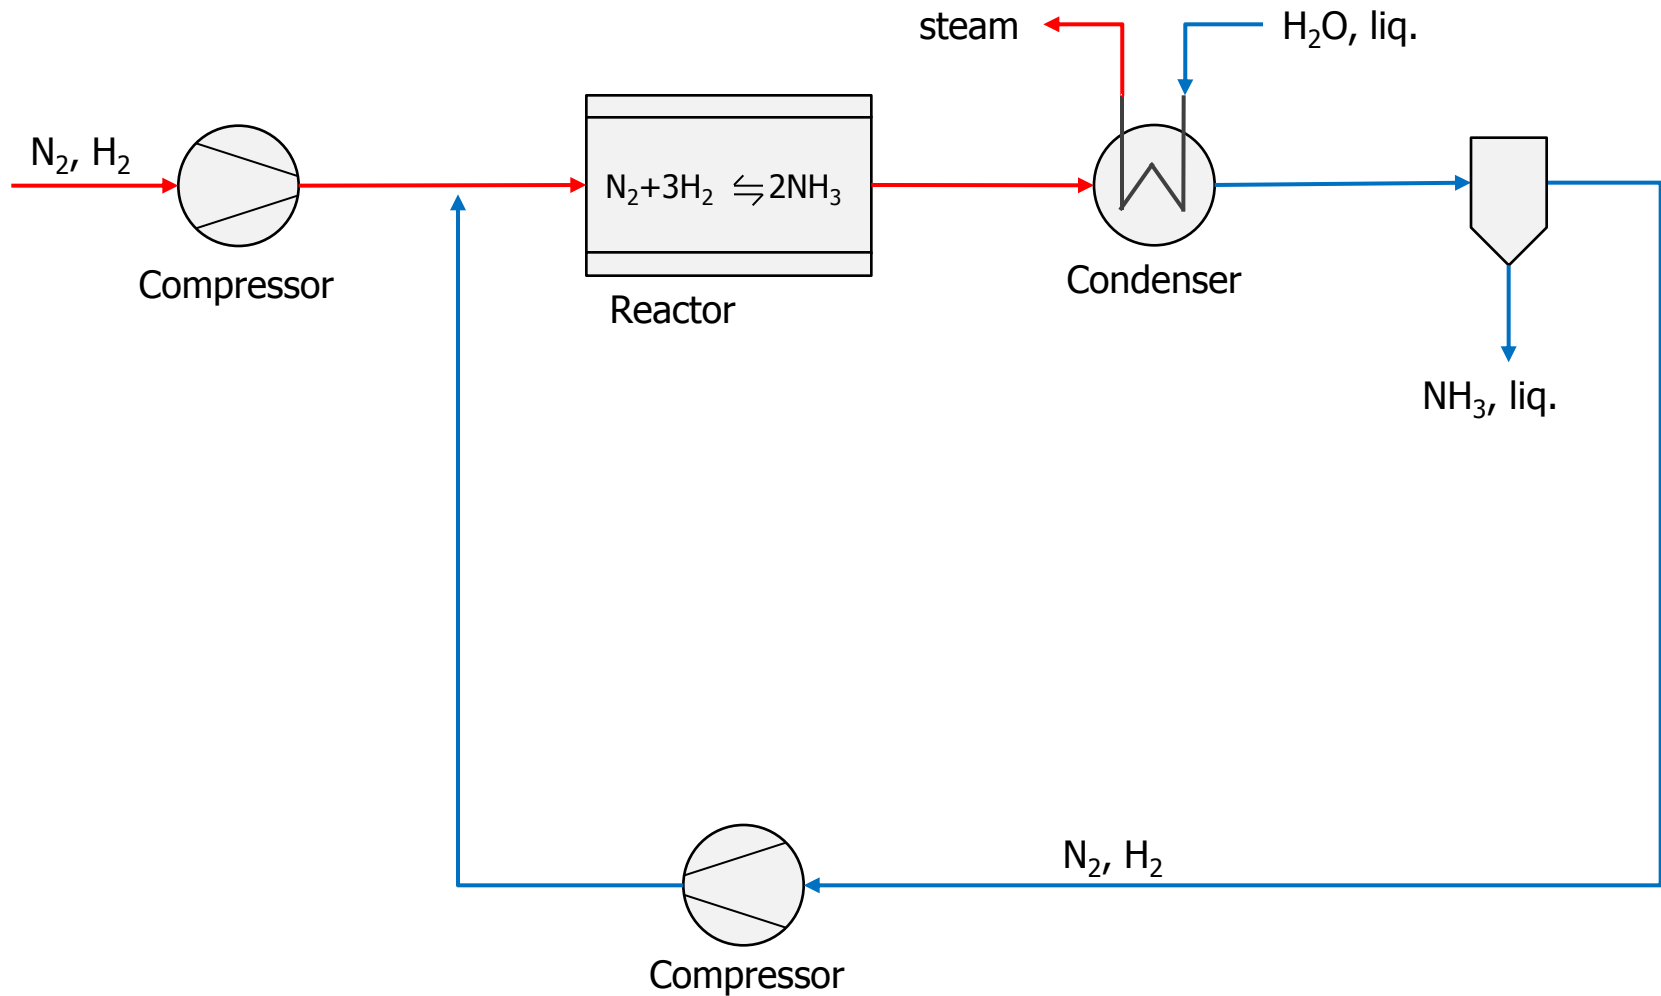 steam
H₂O, liq.
N₂, H₂
N₂+3H₂ ⇋ 2NH₃
Compressor
Reactor
Condenser
NH₃, liq.
N₂, H₂
Compressor